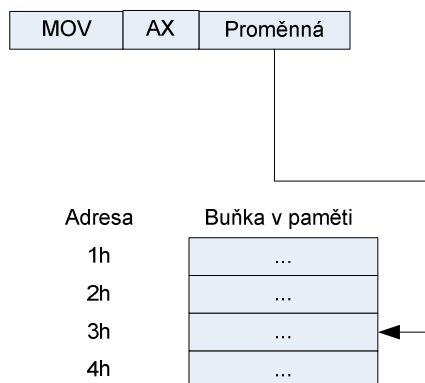 MOV AX Proměnná
Adresa Buňka v paměti
1h ...
2h ...
3h ...
4h ...